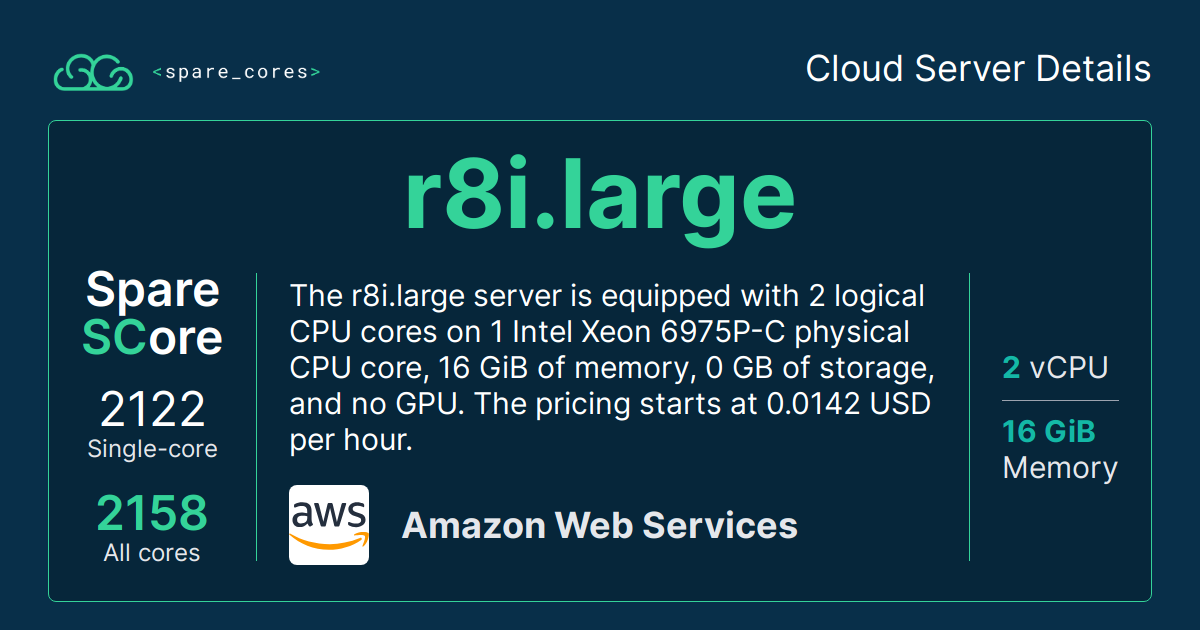 <spare_cores>
Cloud Server Details
r8i.large
Spare
SCore
2122
Single-core
2158
All cores
The r8i.large server is equipped with 2 logical
CPU cores on 1 Intel Xeon 6975P-C physical
CPU core, 16 GiB of memory, 0 GB of storage,
and no GPU. The pricing starts at 0.0142 USD
per hour.
aws
Amazon Web Services
2 vCPU
16 GiB
Memory